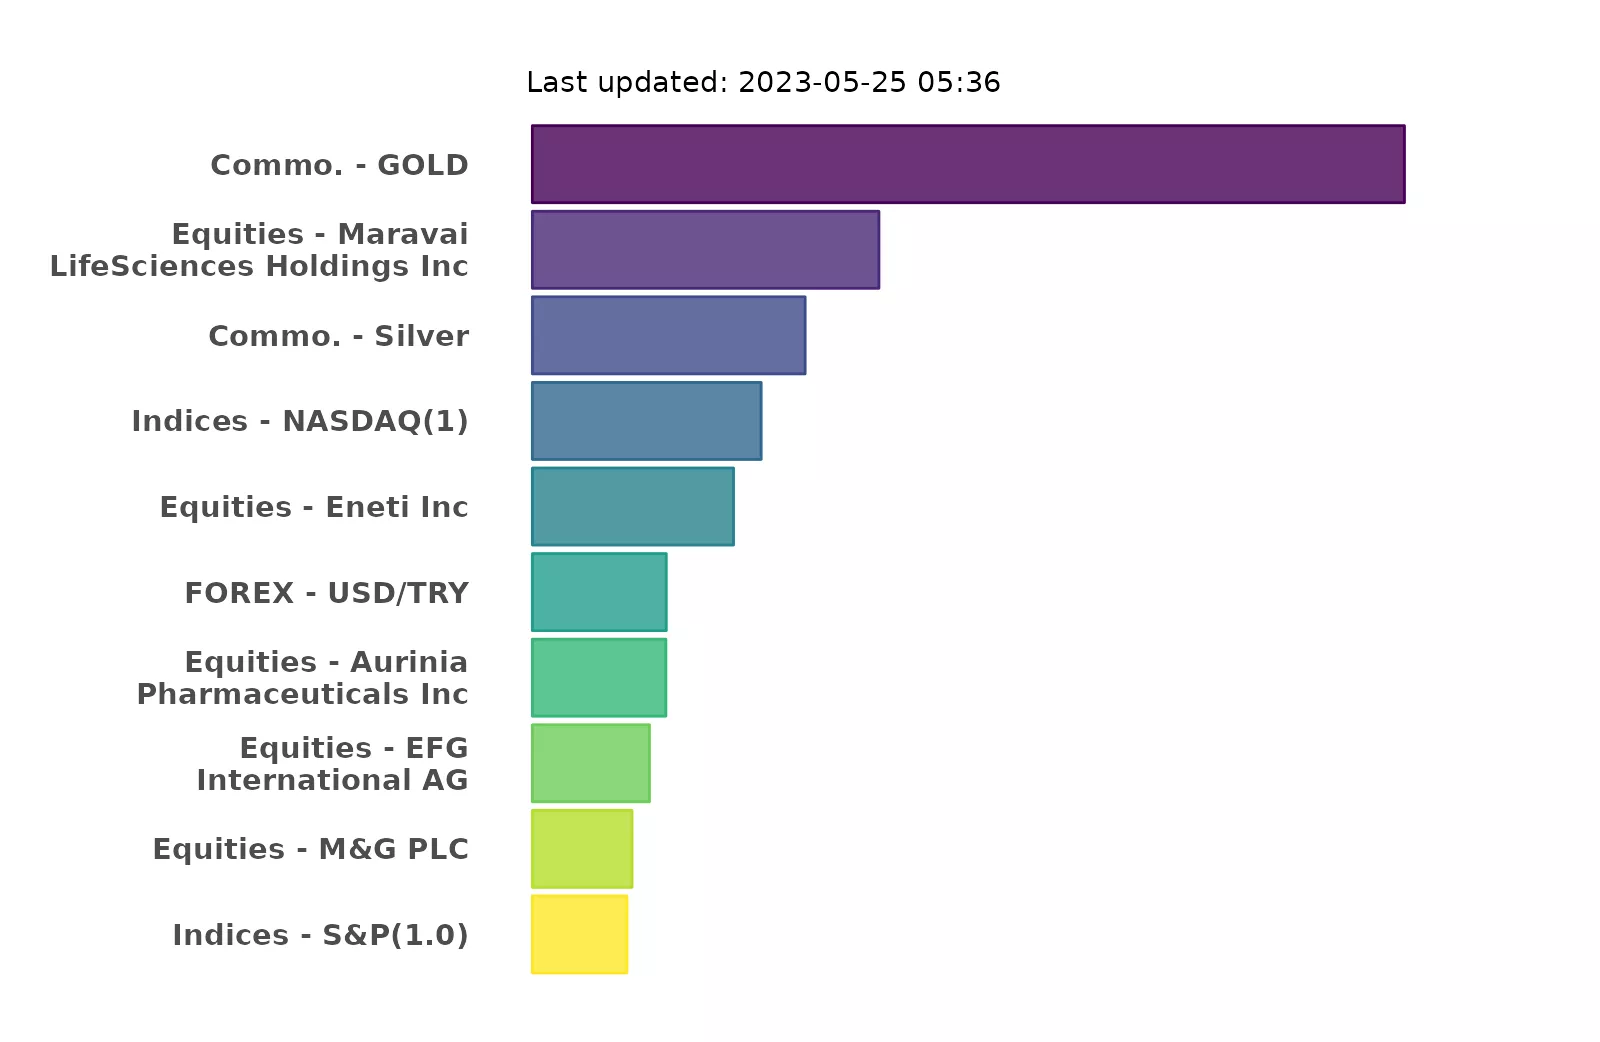 Last updated: 2023-05-25 05:36
Commo. - GOLD
Equities - Maravai
LifeSciences Holdings Inc
Commo. - Silver
Indices - NASDAQ(1)
Equities - Eneti Inc
FOREX - USD/TRY
Equities - Aurinia
Pharmaceuticals Inc
Equities - EFG
International AG
Equities - M&G PLC
Indices - S&P(1.0)